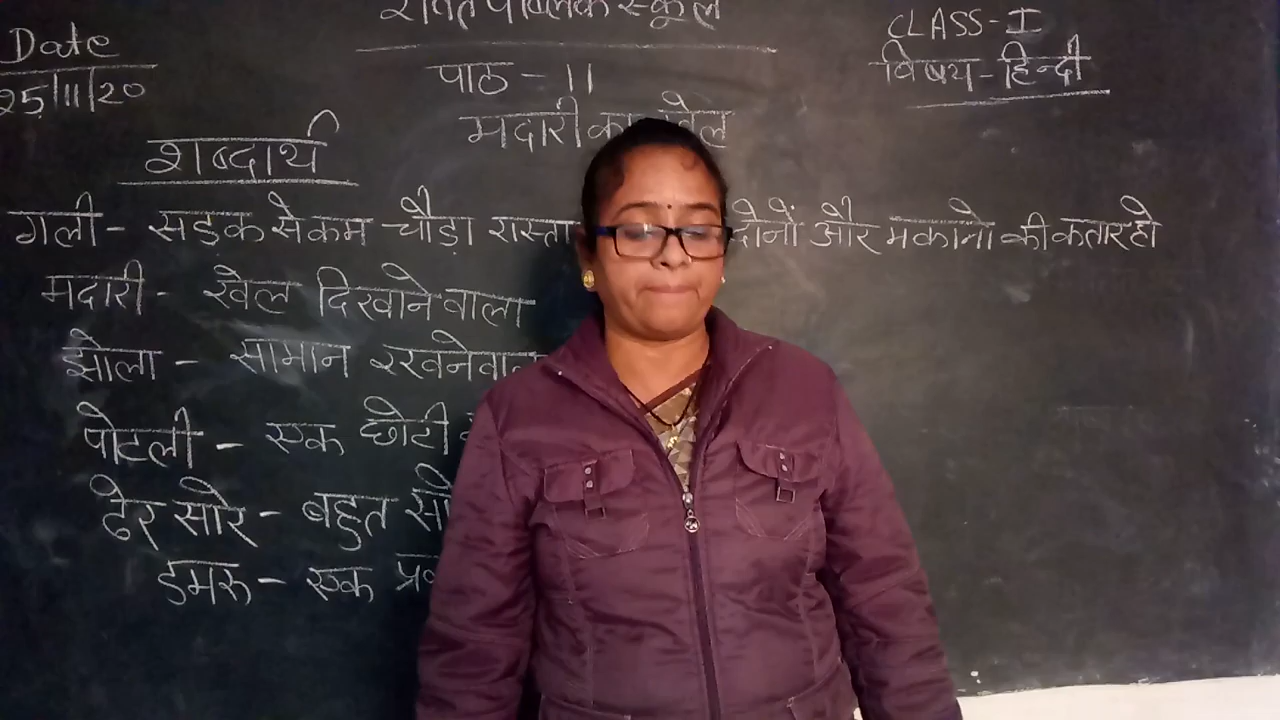 पब्लिक स्कूल
Date
25/11/20
CLASS-I
विषय-हिन्दी
पाठ-11
मदारी का खेल
शब्दार्थ
गली- सड़क से कम चौड़ा रास्ता दोनों और मकानो की कतार हो
मदारी- खेल दिखाने वाला
झोला - सामान रखने
पोटली - एक छोटी
ढेर सारे - बहुत
डमरू - एक